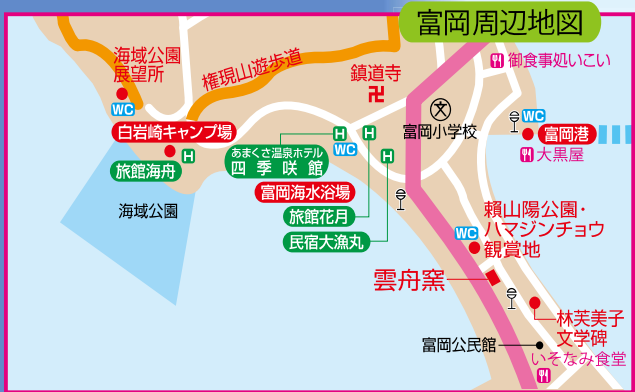 富岡周辺地図
海域公園
展望所
WC
権現山遊歩道
鎮道寺
御食事処いこい
文
富岡小学校
WC
富岡港
大黒屋
白岩崎キャンプ場
H
旅館海舟
海域公園
H
H
WC
H
あまくさ温泉ホテル
四季咲館
富岡海水浴場
旅館花月
民宿大漁丸
頼山陽公園・
ハマジンチョウ
観賞地
WC
雲舟窯
林芙美子
文学碑
富岡公民館
いそなみ食堂